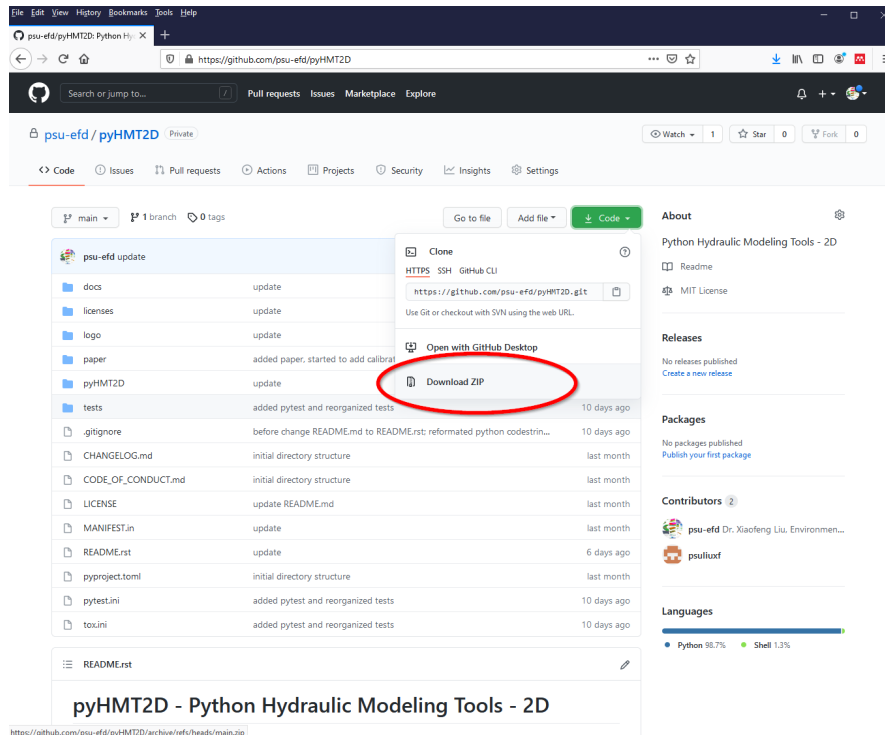 File Edit View History Bookmarks Tools Help
psu-efd/pyHMT2D: Python Hy
https://github.com/psu-efd/pyHMT2D
Search or jump to... / Pull requests Issues Marketplace Explore
psu-efd / pyHMT2D Private
Watch 1 Star 0 Fork 0
Code Issues Pull requests Actions Projects Security Insights Settings
main 1 branch 0 tags Go to file Add file Code
psu-efd update
docs update
licenses update
logo update
paper added paper, started to add calibrat
pyHMT2D update
tests added pytest and reorganized tests 10 days ago
.gitignore before change README.md to README.rst; reformated python codestrin... 10 days ago
CHANGELOG.md initial directory structure last month
CODE_OF_CONDUCT.md initial directory structure last month
LICENSE update README.md last month
MANIFEST.in update last month
README.rst update 6 days ago
pyproject.toml initial directory structure last month
pytest.ini added pytest and reorganized tests 10 days ago
tox.ini added pytest and reorganized tests 10 days ago
Clone
HTTPS SSH GitHub CLI
https://github.com/psu-efd/pyHMT2D.git
Use Git or checkout with SVN using the web URL.
Open with GitHub Desktop
Download ZIP
README.rst
pyHMT2D - Python Hydraulic Modeling Tools - 2D
About
Python Hydraulic Modeling Tools - 2D
Readme
MIT License
Releases
No releases published
Create a new release
Packages
No packages published
Publish your first package
Contributors 2
psu-efd Dr. Xiaofeng Liu, Environmen...
psuliuxf
Languages
Python 98.7% Shell 1.3%
https://github.com/psu-efd/pyHMT2D/archive/refs/heads/main.zip